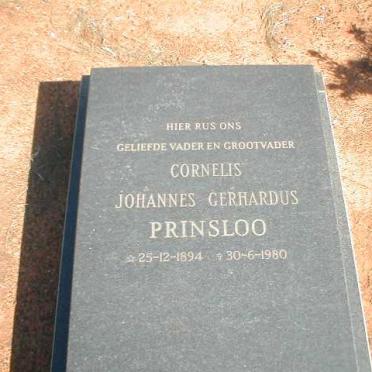 HIER RUS ONS
GELIEFDE VADER EN GROOTVADER
CORNELIS
JOHANNES GERHARDUS
PRINSLOO
☆ 25-12-1894 ✞ 30-6-1980